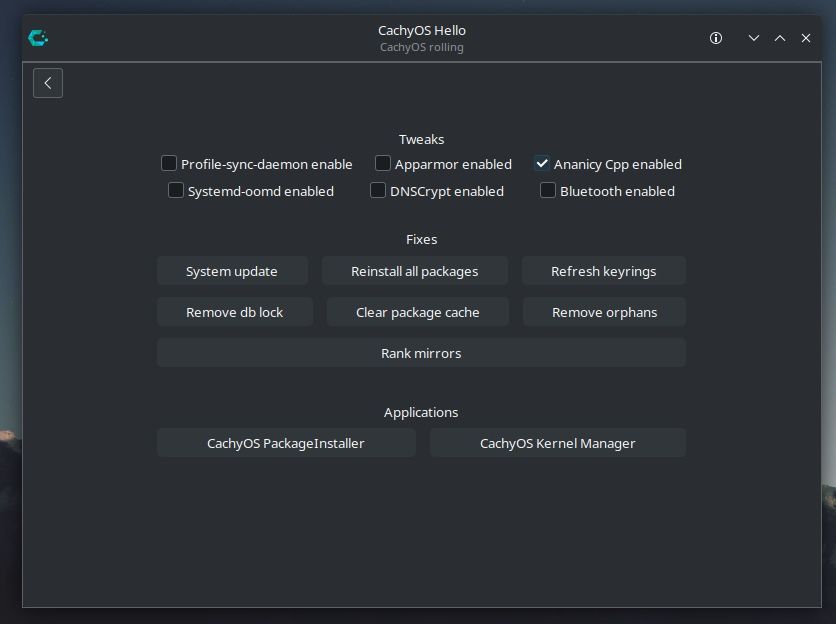 CachyOS Hello
CachyOS rolling
Tweaks
Profile-sync-daemon enable Apparmor enabled Ananicy Cpp enabled
Systemd-oomd enabled DNSCrypt enabled Bluetooth enabled
Fixes
System update Reinstall all packages Refresh keyrings
Remove db lock Clear package cache Remove orphans
Rank mirrors
Applications
CachyOS PackageInstaller CachyOS Kernel Manager